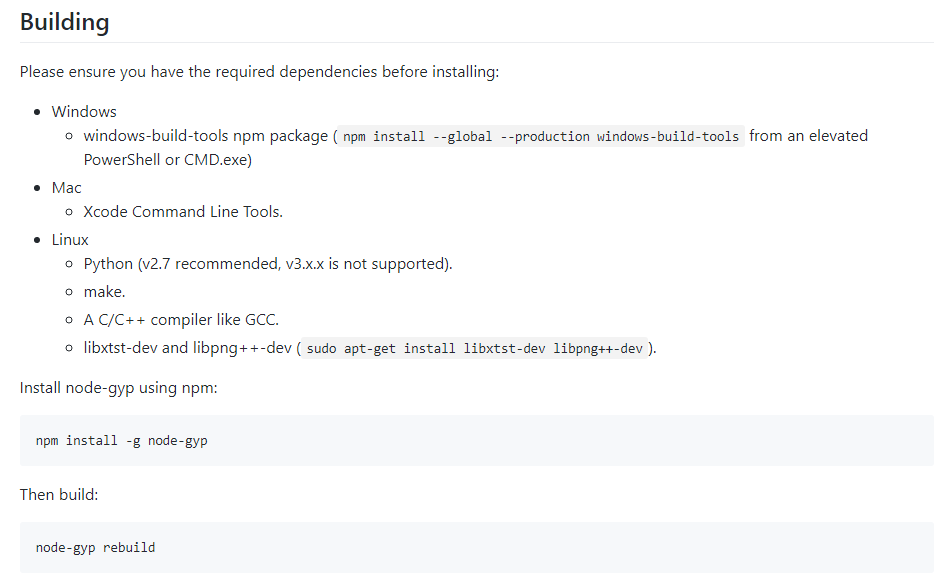 Building
Please ensure you have the required dependencies before installing:
Windows
windows-build-tools npm package ( npm install --global --production windows-build-tools from an elevated
PowerShell or CMD.exe)
Mac
Xcode Command Line Tools.
Linux
Python (v2.7 recommended, v3.x.x is not supported).
make.
A C/C++ compiler like GCC.
libxtst-dev and libpng++-dev ( sudo apt-get install libxtst-dev libpng++-dev ).
Install node-gyp using npm:
npm install -g node-gyp
Then build:
node-gyp rebuild